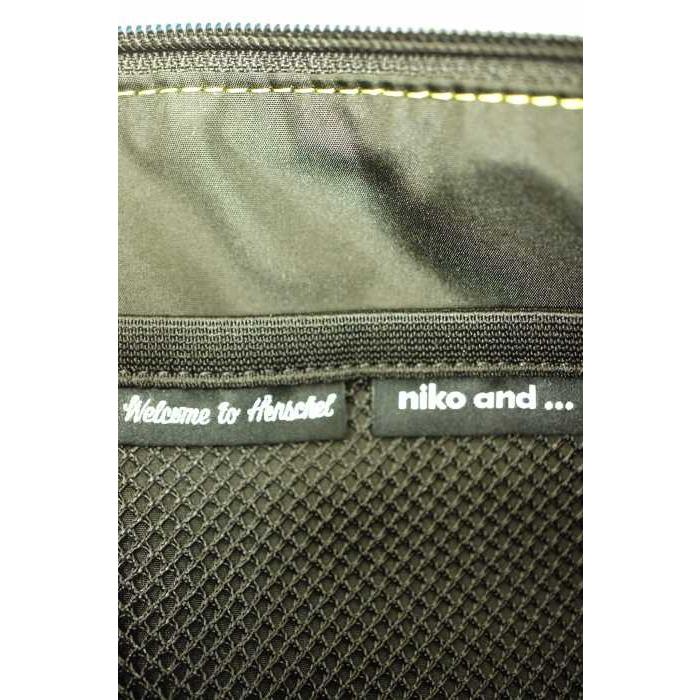 Welcome to Herschel
niko and ...